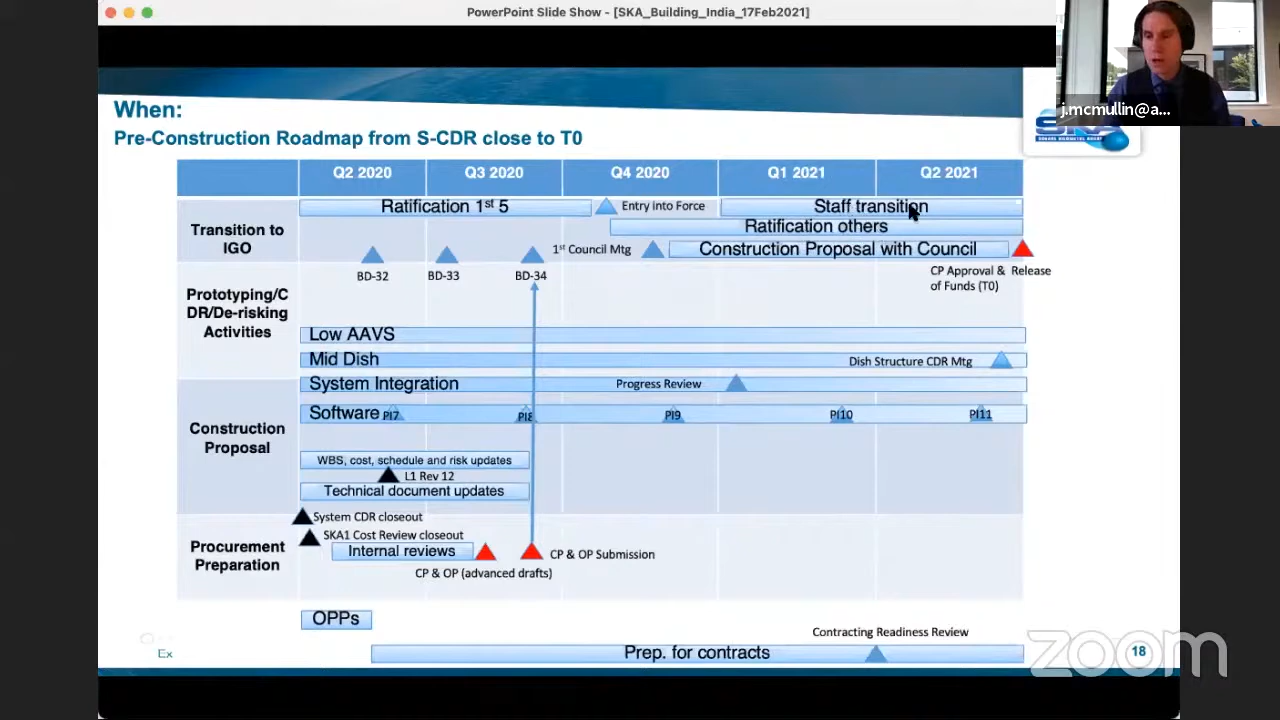 PowerPoint Slide Show - [SKA_Building_India_17Feb2021]
j.mcmullin@a...
When:
Pre-Construction Roadmap from S-CDR close to T0
SKA
Q2 2020 Q3 2020 Q4 2020 Q1 2021 Q2 2021
Transition to
IGO
Ratification 1st 5
Entry into Force
Staff transition
Ratification others
1st Council Mtg
Construction Proposal with Council
BD-32
BD-33
BD-34
CP Approval & Release
of Funds (T0)
Prototyping/C
DR/De-risking
Activities
Low AAVS
Mid Dish
Dish Structure CDR Mtg
System Integration
Progress Review
Software
PI7
PI8
PI9
PI10
PI11
Construction
Proposal
WBS, cost, schedule and risk updates
L1 Rev 12
Technical document updates
System CDR closeout
SKA1 Cost Review closeout
Procurement
Preparation
Internal reviews
CP & OP Submission
CP & OP (advanced drafts)
OPPs
Contracting Readiness Review
Prep. for contracts
Ex
18
zoom